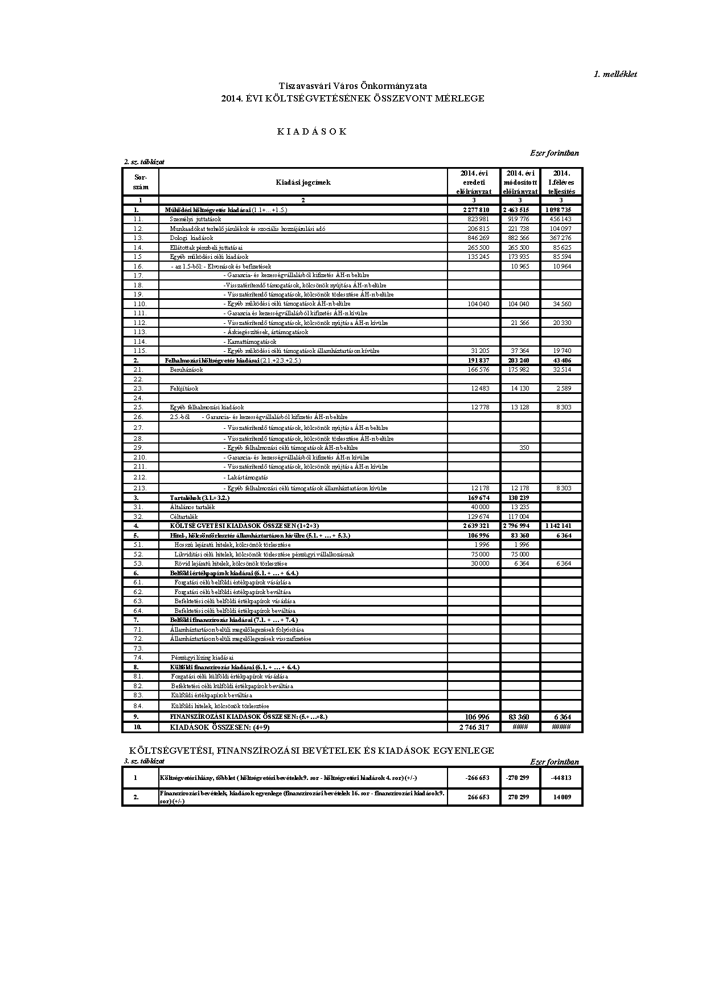 1. melléklet
Tiszavasvári Város Önkormányzata
2014. ÉVI KÖLTSÉGVETÉSÉNEK ÖSSZEVONT MÉRLEGE
K I A D Á S O K
Ezer forintban
2. sz. táblázat
Sor-szám Kiadási jogcímek 2014. évi eredeti előirányzat 2014. évi módosított előirányzat 2014. I.féléves teljesítés
1 2 3 3 3
1. Működési költségvetés kiadásai (1.1+…+1.5.) 2 277 810 2 463 515 1 098 735
1.1. Személyi juttatások 823 981 919 776 456 143
1.2. Munkaadókat terhelő járulékok és szociális hozzájárulási adó 206 815 221 738 104 097
1.3. Dologi kiadások 846 269 882 566 367 276
1.4. Ellátottak pénzbeli juttatásai 265 500 265 500 85 625
1.5 Egyéb működési célú kiadások 135 245 173 935 85 594
1.6. - az 1.5-ből: - Elvonások és befizetések 10 965 10 964
1.7. - Garancia- és kezességvállalásból kifizetés ÁH-n belülre
1.8. -Visszatérítendő támogatások, kölcsönök nyújtása ÁH-n belülre
1.9. - Visszatérítendő támogatások, kölcsönök törlesztése ÁH-n belülre
1.10. - Egyéb működési célú támogatások ÁH-n belülre 104 040 104 040 34 560
1.11. - Garancia és kezességvállalásból kifizetés ÁH-n kívülre
1.12. - Visszatérítendő támogatások, kölcsönök nyújtása ÁH-n kívülre 21 566 20 330
1.13. - Árkiegészítések, ártámogatások
1.14. - Kamattámogatások
1.15. - Egyéb működési célú támogatások államháztartáson kívülre 31 205 37 364 19 740
2. Felhalmozási költségvetés kiadásai (2.1.+2.3.+2.5.) 191 837 203 240 43 406
2.1. Beruházások 166 576 175 982 32 514
2.2.
2.3. Felújítások 12 483 14 130 2 589
2.4.
2.5. Egyéb felhalmozási kiadások 12 778 13 128 8 303
2.6. 2.5.-ből - Garancia- és kezességvállalásból kifizetés ÁH-n belülre
2.7. - Visszatérítendő támogatások, kölcsönök nyújtása ÁH-n belülre
2.8. - Visszatérítendő támogatások, kölcsönök törlesztése ÁH-n belülre
2.9. - Egyéb felhalmozási célú támogatások ÁH-n belülre 350
2.10. - Garancia- és kezességvállalásból kifizetés ÁH-n kívülre
2.11. - Visszatérítendő támogatások, kölcsönök nyújtása ÁH-n kívülre
2.12. - Lakástámogatás
2.13. - Egyéb felhalmozási célú támogatások államháztartáson kívülre 12 178 12 178 8 303
3. Tartalékok (3.1.+3.2.) 169 674 130 239
3.1. Általános tartalék 40 000 13 235
3.2. Céltartalék 129 674 117 004
4. KÖLTSÉGVETÉSI KIADÁSOK ÖSSZESEN (1+2+3) 2 639 321 2 796 994 1 142 141
5. Hitel-, kölcsöntörlesztés államháztartáson kívülre (5.1. + … + 5.3.) 106 996 83 360 6 364
5.1. Hosszú lejáratú hitelek, kölcsönök törlesztése 1 996 1 996
5.2. Likviditási célú hitelek, kölcsönök törlesztése pénzügyi vállalkozásnak 75 000 75 000
5.3. Rövid lejáratú hitelek, kölcsönök törlesztése 30 000 6 364 6 364
6. Belföldi értékpapírok kiadásai (6.1. + … + 6.4.)
6.1. Forgatási célú belföldi értékpapírok vásárlása
6.2. Forgatási célú belföldi értékpapírok beváltása
6.3. Befektetési célú belföldi értékpapírok vásárlása
6.4. Befektetési célú belföldi értékpapírok beváltása
7. Belföldi finanszírozás kiadásai (7.1. + … + 7.4.)
7.1. Államháztartáson belüli megelőlegezések folyósítása
7.2. Államháztartáson belüli megelőlegezések visszafizetése
7.3.
7.4. Pénzügyi lízing kiadásai
8. Külföldi finanszírozás kiadásai (6.1. + … + 6.4.)
8.1. Forgatási célú külföldi értékpapírok vásárlása
8.2. Befektetési célú külföldi értékpapírok beváltása
8.3. Külföldi értékpapírok beváltása
8.4. Külföldi hitelek, kölcsönök törlesztése
9. FINANSZÍROZÁSI KIADÁSOK ÖSSZESEN: (5.+…+8.) 106 996 83 360 6 364
10. KIADÁSOK ÖSSZESEN: (4+9) 2 746 317 #### #####
KÖLTSÉGVETÉSI, FINANSZÍROZÁSI BEVÉTELEK ÉS KIADÁSOK EGYENLEGE
3. sz. táblázat Ezer forintban
1 Költségvetési hiány, többlet ( költségvetési bevételek 9. sor - költségvetési kiadások 4. sor) (+/-) -266 653 -270 299 -44 813
2. Finanszírozási bevételek, kiadások egyenlege (finanszírozási bevételek 16. sor - finanszírozási kiadások 9.
sor) (+/-) 266 653 270 299 14 009